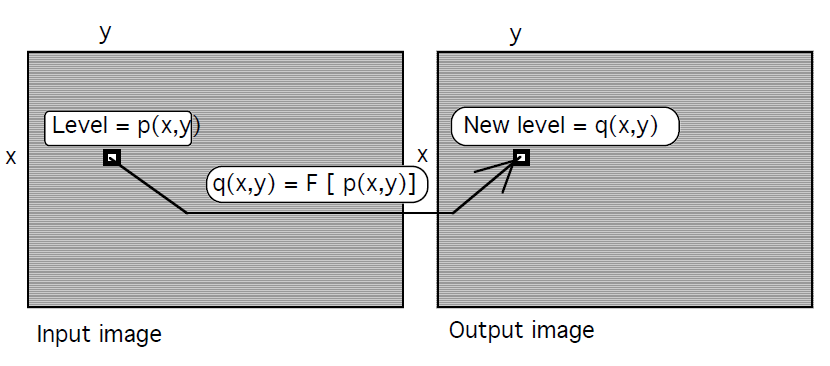 y
y
Level = p(x,y)
New level = q(x,y)
x
x
q(x,y) = F [ p(x,y)]
Input image
Output image